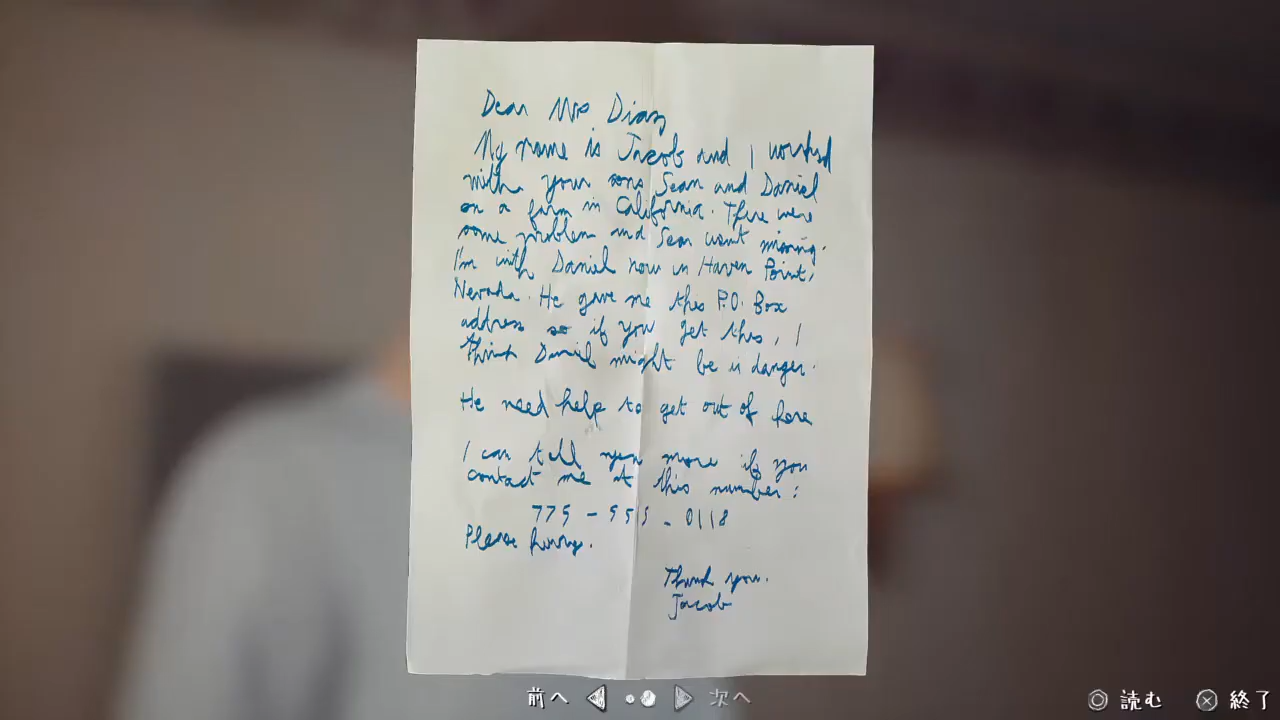 Dear Mrs Diaz
My name is Jacob and I worked
with your sons Sean and Daniel
on a farm in California. There were
some problem and Sean went missing.
I'm with Daniel now in Haven Point,
Nevada. He gave me this P.O. Box
address so if you get this, I
think Daniel might be in danger.
He need help to get out of here
I can tell you more if you
contact me at this number:
775-555-0118
Please hurry.
Thank you.
Jacob
前へ 次へ 読む 終了